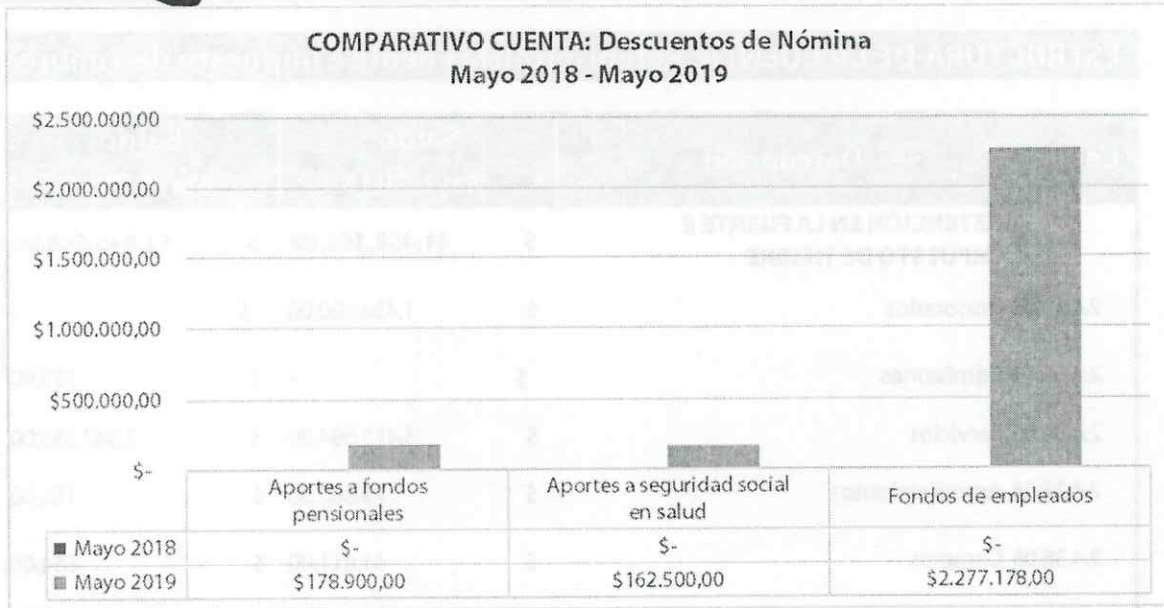 COMPARATIVO CUENTA: Descuentos de Nómina
Mayo 2018 - Mayo 2019
$2.500.000,00
$2.000.000,00
$1.500.000,00
$1.000.000,00
$500.000,00
$-
Aportes a fondos pensionales
Aportes a seguridad social en salud
Fondos de empleados
Mayo 2018 $- $- $-
Mayo 2019 $178.900,00 $162.500,00 $2.277.178,00